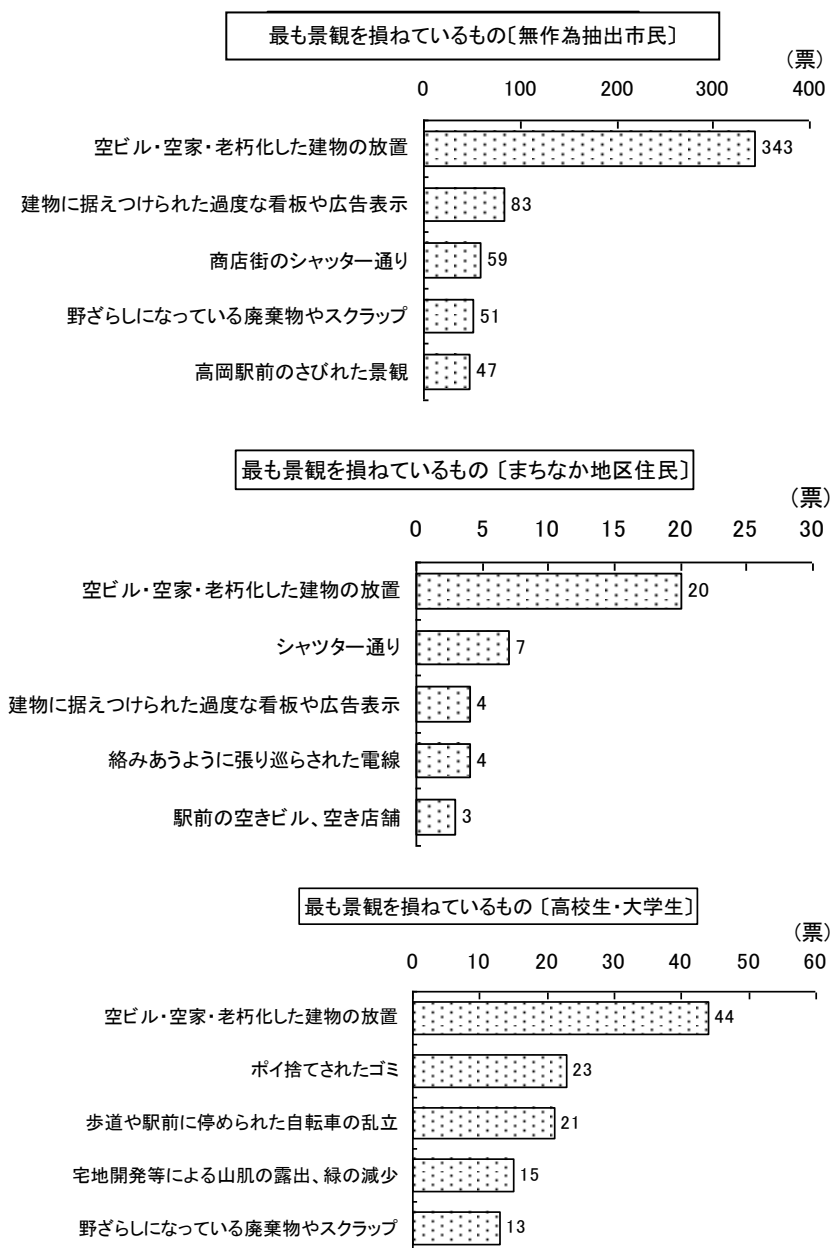 最も景観を損ねているもの〔無作為抽出市民〕
（票）
0 100 200 300 400
空ビル・空家・老朽化した建物の放置 343
建物に据えつけられた過度な看板や広告表示 83
商店街のシャッター通り 59
野ざらしになっている廃棄物やスクラップ 51
高岡駅前のさびれた景観 47
最も景観を損ねているもの〔まちなか地区住民〕
（票）
0 5 10 15 20 25 30
空ビル・空家・老朽化した建物の放置 20
シャツター通り 7
建物に据えつけられた過度な看板や広告表示 4
絡みあうように張り巡らされた電線 4
駅前の空きビル、空き店舗 3
最も景観を損ねているもの〔高校生・大学生〕
（票）
0 10 20 30 40 50 60
空ビル・空家・老朽化した建物の放置 44
ポイ捨てされたゴミ 23
歩道や駅前に停められた自転車の乱立 21
宅地開発等による山肌の露出、緑の減少 15
野ざらしになっている廃棄物やスクラップ 13